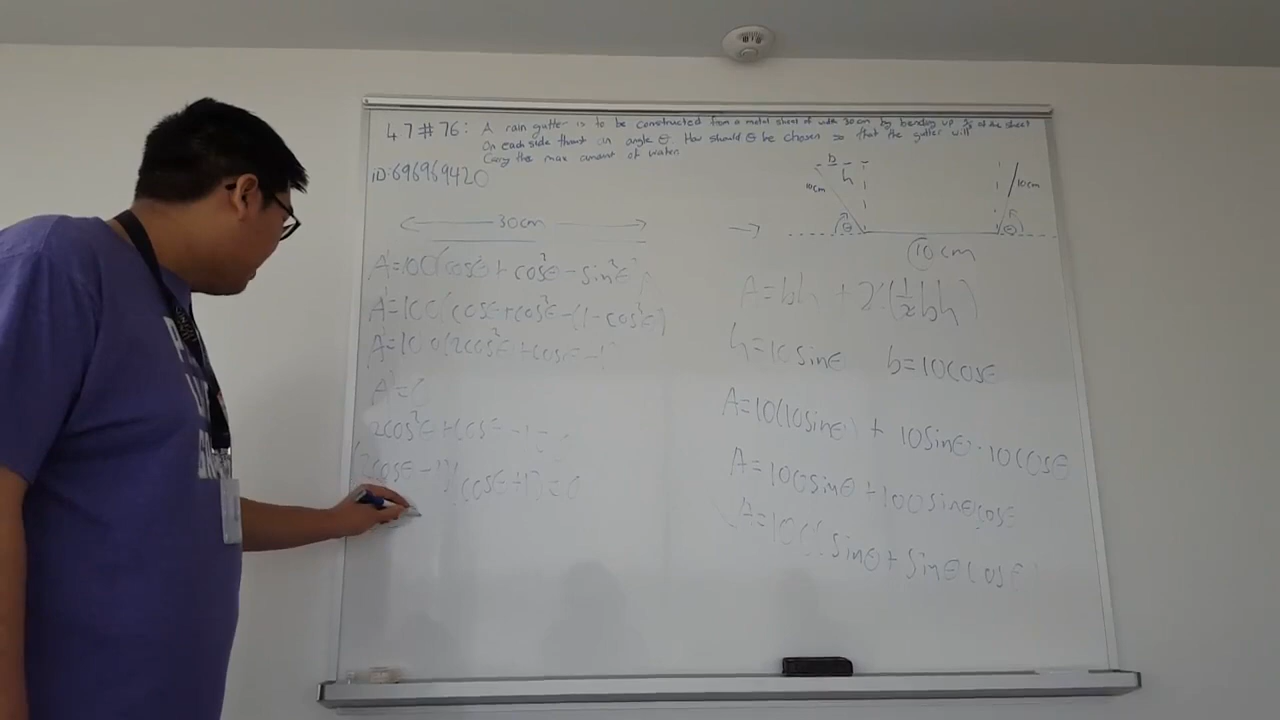 47#76: A rain gutter is to be constructed from a metal sheet of width 30cm by bending up 1/3 of the sheet
On each side through an angle θ. How should θ be chosen so that the gutter will
Carry the max amount of water.
ID:696969420
30cm
b
h
10cm
10cm
θ
θ
10cm
A'=100(cosθ+cos²θ-sin²θ)
A'=100(cosθ+cos²θ-(1-cos²θ)
A'=100(2cos²θ+cosθ-1)
A'=0
2cos²θ+cosθ-1=0
(2cosθ-1)(cosθ+1)=0
A=bh+2·(1/2bh)
h=10sinθ b=10cosθ
A=10(10sinθ)+10sinθ·10cosθ
A=100sinθ+100sinθcosθ
A=100(sinθ+sinθcosθ)